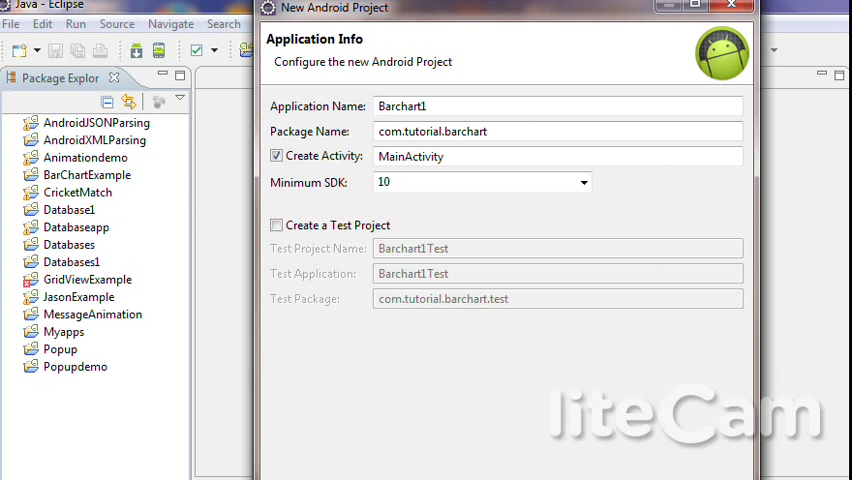 Java - Eclipse
File Edit Source Navigate Search
Package Explor
AndroidJSONParsing
AndroidXMLParsing
Animationdemo
BarChartExample
CricketMatch
Database1
Databaseapp
Databases
Databases1
GridViewExample
JasonExample
MessageAnimation
Myapps
Popup
Popupdemo
New Android Project
Application Info
Configure the new Android Project
Application Name: Barchart1
Package Name: com.tutorial.barchart
Create Activity: MainActivity
Minimum SDK: 10
Create a Test Project
Test Project Name: Barchart1Test
Test Application: Barchart1Test
Test Package: com.tutorial.barchart.test
liteCam